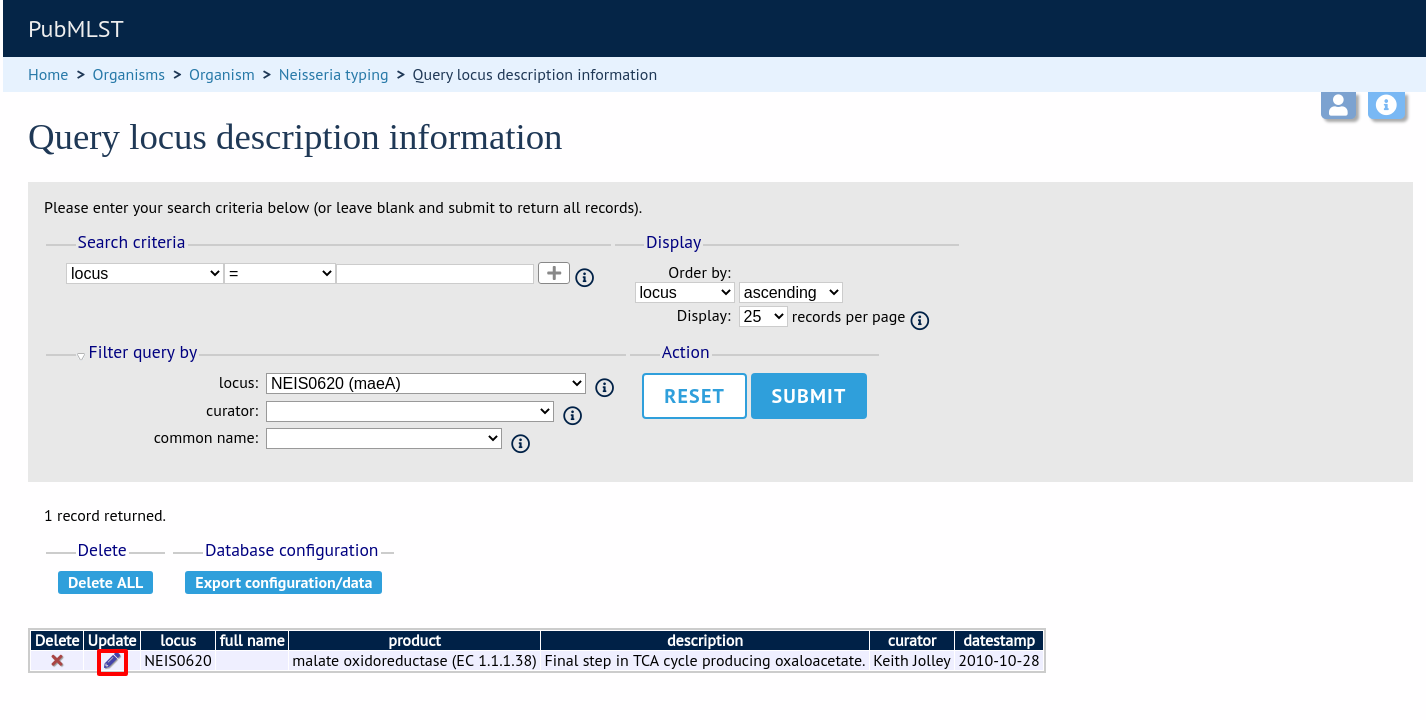 PubMLST
Home > Organisms > Organism > Neisseria typing > Query locus description information
Query locus description information
Please enter your search criteria below (or leave blank and submit to return all records).
Search criteria
locus = +
Display
Order by:
locus ascending
Display: 25 records per page
Filter query by
locus: NEIS0620 (maeA)
curator:
common name:
Action
RESET SUBMIT
1 record returned.
Delete
Delete ALL
Database configuration
Export configuration/data
Delete Update locus full name product description curator datestamp
NEIS0620 malate oxidoreductase (EC 1.1.1.38) Final step in TCA cycle producing oxaloacetate. Keith Jolley 2010-10-28